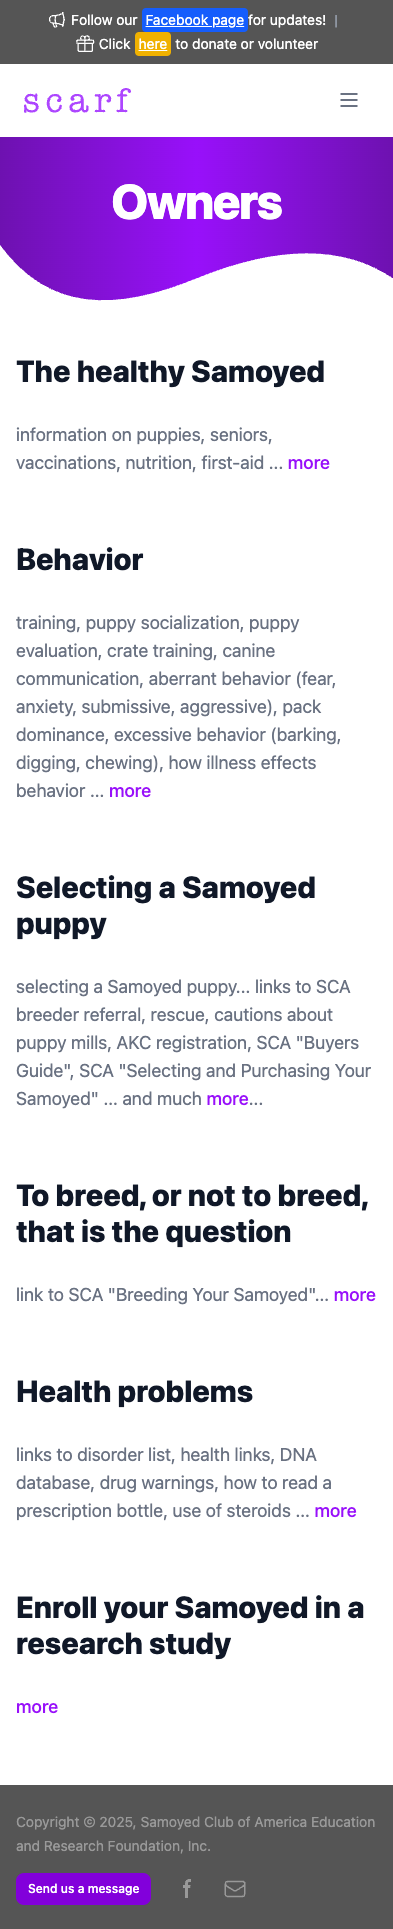 Follow our Facebook page for updates! |
Click here to donate or volunteer
scarf
Owners
The healthy Samoyed
information on puppies, seniors,
vaccinations, nutrition, first-aid ... more
Behavior
training, puppy socialization, puppy
evaluation, crate training, canine
communication, aberrant behavior (fear,
anxiety, submissive, aggressive), pack
dominance, excessive behavior (barking,
digging, chewing), how illness effects
behavior ... more
Selecting a Samoyed
puppy
selecting a Samoyed puppy... links to SCA
breeder referral, rescue, cautions about
puppy mills, AKC registration, SCA "Buyers
Guide", SCA "Selecting and Purchasing Your
Samoyed" ... and much more...
To breed, or not to breed,
that is the question
link to SCA "Breeding Your Samoyed"... more
Health problems
links to disorder list, health links, DNA
database, drug warnings, how to read a
prescription bottle, use of steroids ... more
Enroll your Samoyed in a
research study
more
Copyright © 2025, Samoyed Club of America Education
and Research Foundation, Inc.
Send us a message